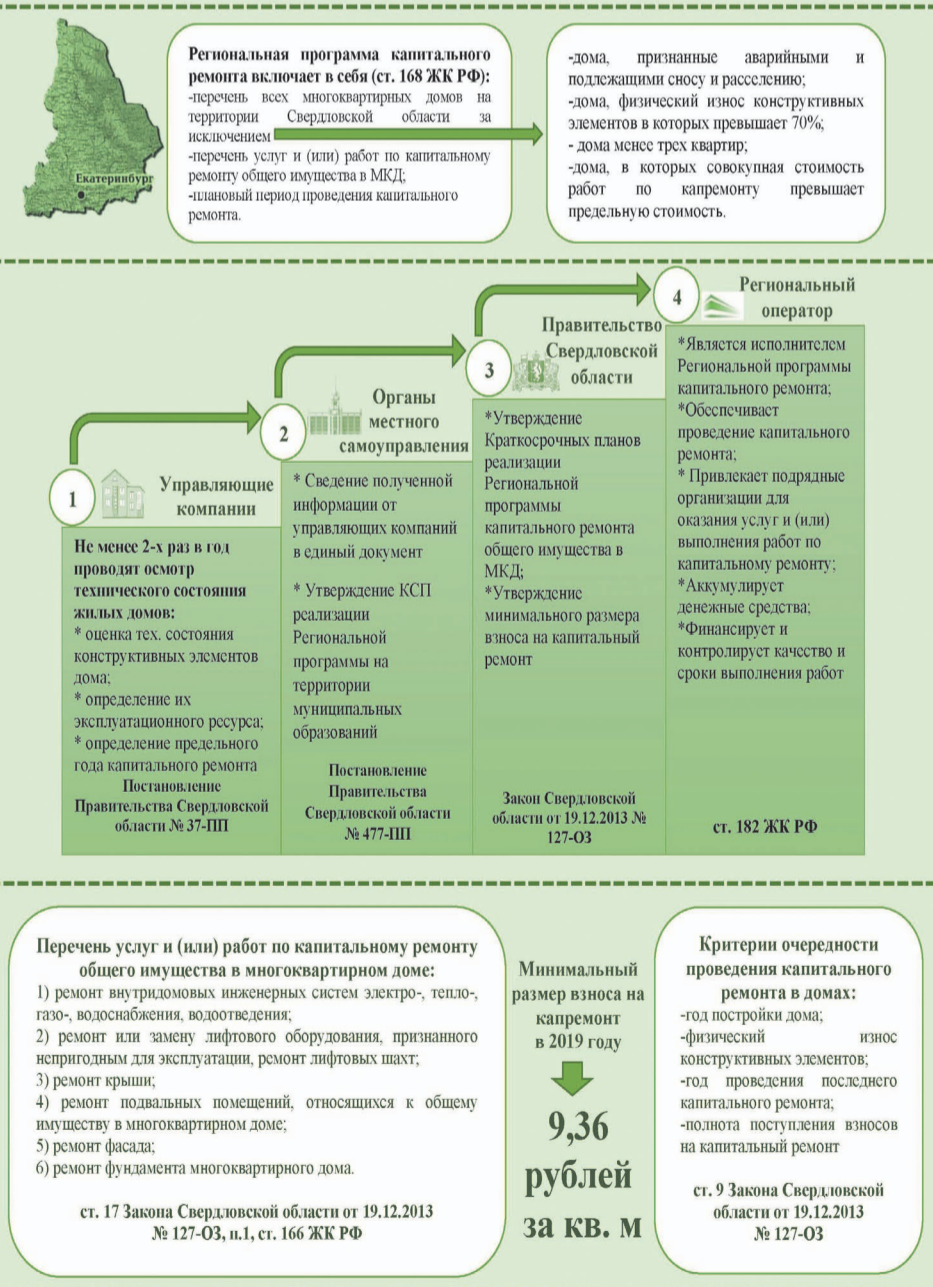 Екатеринбург
Региональная программа капитального
ремонта включает в себя (ст. 168 ЖК РФ):
-перечень всех многоквартирных домов на
территории Свердловской области за
исключением
-перечень услуг и (или) работ по капитальному
ремонту общего имущества в МКД;
-плановый период проведения капитального
ремонта.
-дома, признанные аварийными и
подлежащими сносу и расселению;
-дома, физический износ конструктивных
элементов в которых превышает 70%;
- дома менее трех квартир;
-дома, в которых совокупная стоимость
работ по капремонту превышает
предельную стоимость.
1
Управляющие
компании
Не менее 2-х раз в год
проводят осмотр
технического состояния
жилых домов:
* оценка тех. состояния
конструктивных элементов
дома;
* определение их
эксплуатационного ресурса;
* определение предельного
года капитального ремонта
Постановление
Правительства Свердловской
области № 37-ПП
2
Органы
местного
самоуправления
* Сведение полученной
информации от
управляющих компаний
в единый документ
* Утверждение КСП
реализации
Региональной
программы на
территории
муниципальных
образований
Постановление
Правительства
Свердловской области
№ 477-ПП
3
Правительство
Свердловской
области
*Утверждение
Краткосрочных планов
реализации
Региональной
программы
капитального ремонта
общего имущества в
МКД;
*Утверждение
минимального размера
взноса на капитальный
ремонт
Закон Свердловской
области от 19.12.2013 №
127-ОЗ
4
Региональный
оператор
*Является исполнителем
Региональной программы
капитального ремонта;
*Обеспечивает
проведение капитального
ремонта;
* Привлекает подрядные
организации для
оказания услуг и (или)
выполнения работ по
капитальному ремонту;
*Аккумулирует
денежные средства;
*Финансирует и
контролирует качество и
сроки выполнения работ
ст. 182 ЖК РФ
Перечень услуг и (или) работ по капитальному ремонту
общего имущества в многоквартирном доме:
1) ремонт внутридомовых инженерных систем электро-, тепло-,
газо-, водоснабжения, водоотведения;
2) ремонт или замену лифтового оборудования, признанного
непригодным для эксплуатации, ремонт лифтовых шахт;
3) ремонт крыши;
4) ремонт подвальных помещений, относящихся к общему
имуществу в многоквартирном доме;
5) ремонт фасада;
6) ремонт фундамента многоквартирного дома.
ст. 17 Закона Свердловской области от 19.12.2013
№ 127-ОЗ, п.1, ст. 166 ЖК РФ
Минимальный
размер взноса на
капремонт
в 2019 году
9,36
рублей
за кв. м
Критерии очередности
проведения капитального
ремонта в домах:
-год постройки дома;
-физический износ
конструктивных элементов;
-год проведения последнего
капитального ремонта;
-полнота поступления взносов
на капитальный ремонт
ст. 9 Закона Свердловской
области от 19.12.2013
№ 127-ОЗ